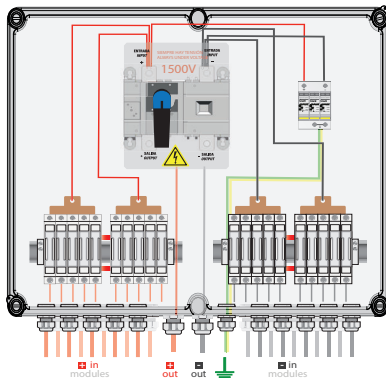 ENTRADA
INPUT
+
ENTRADA
INPUT
-
1500V
+ SALIDA
OUTPUT
- SALIDA
OUTPUT
+ in
modules
+
out
-
out
- in
modules